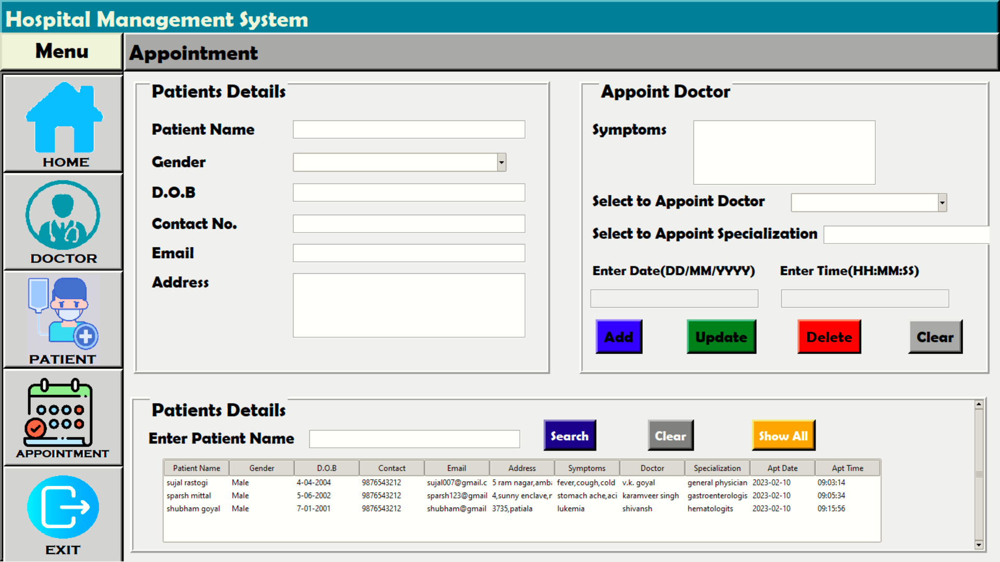 Hospital Management System
Menu
Appointment
HOME
DOCTOR
PATIENT
APPOINTMENT
EXIT
Patients Details
Patient Name
Gender
D.O.B
Contact No.
Email
Address
Appoint Doctor
Symptoms
Select to Appoint Doctor
Select to Appoint Specialization
Enter Date(DD/MM/YYYY) Enter Time(HH:MM:SS)
Add Update Delete Clear
Patients Details
Enter Patient Name Search Clear Show All
Patient Name Gender D.O.B Contact Email Address Symptoms Doctor Specialization Apt Date Apt Time
sujal rastogi Male 4-04-2004 9876543212 sujal007@gmail.c 5 ram nagar,amba fever,cough,cold v.k. goyal general physician 2023-02-10 09:03:14
sparsh mittal Male 5-06-2002 9876543212 sparsh123@gmail 4,sunny enclave,r stomach ache,aci karamveer singh gastroenterologis 2023-02-10 09:05:34
shubham goyal Male 7-01-2001 9876543212 shubham@gmail 3735,patiala lukemia shivansh hematologits 2023-02-10 09:15:56